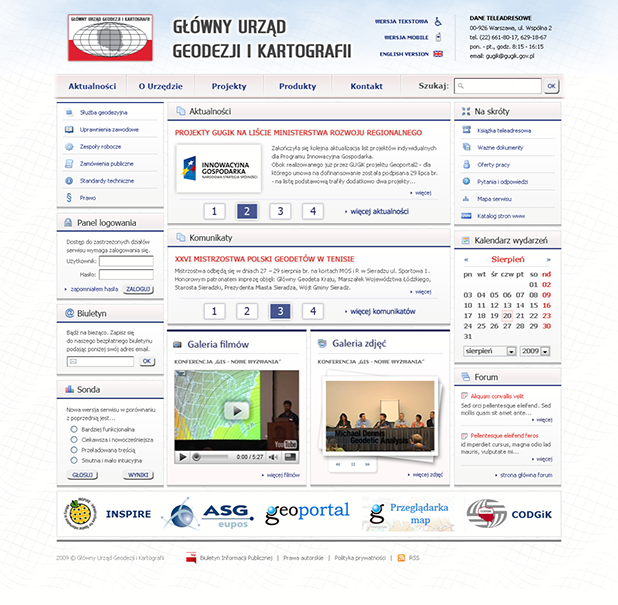 GŁÓWNY URZĄD GEODEZJI I KARTOGRAFII
GŁÓWNY URZĄD
GEODEZJI I KARTOGRAFII
WERSJA TEKSTOWA
WERSJA MOBILE
ENGLISH VERSION
DANE TELEADRESOWE
00-926 Warszawa, ul. Wspólna 2
tel. (22) 661-80-17, 629-18-67
pon. - pt., godz. 8:15 - 16:15
email: gugik@gugik.gov.pl
Aktualności
O Urzędzie
Projekty
Produkty
Kontakt
Szukaj:
OK
Służba geodezyjna
Uprawnienia zawodowe
Zespoły robocze
Zamówienia publiczne
Standardy techniczne
Prawo
Panel logowania
Dostęp do zastrzeżonych działów
serwisu wymaga zalogowania się.
Użytkownik:
Hasło:
zapomniałem hasła
ZALOGUJ
Biuletyn
Bądź na bieżąco. Zapisz się
do naszego bezpłatnego biuletynu
podając poniżej swój adres email.
OK
Sonda
Nowa wersja serwisu w porównaniu
z poprzednią jest...
Bardziej funkcjonalna
Ciekawsza i nowocześniejsza
Przeładowana treścią
Smutna i mało intuicyjna
GŁOSUJ
WYNIKI
Aktualności
PROJEKTY GUGIK NA LIŚCIE MINISTERSTWA ROZWOJU REGIONALNEGO
INNOWACYJNA
GOSPODARKA
NARODOWA STRATEGIA SPÓJNOŚCI
Zakończyła się kolejna aktualizacja list projektów indywidualnych
dla Programu Innowacyjna Gospodarka.
Obok realizowanego już przez GUGiK projektu Geoportal2 - dla
którego umowa na dofinansowanie została podpisana 29 lipca br.
- na listę podstawową trafiły dodatkowo dwa projekty...
więcej
1 2 3 4
więcej aktualności
Komunikaty
XXVI MISTRZOSTWA POLSKI GEODETÓW W TENISIE
Mistrzostwa odbędą się w dniach 27 – 29 sierpnia br. na kortach MOS i R w Sieradzu ul. Sportowa 1.
Honorowym patronatem imprezę objęli: Główny Geodeta Kraju, Marszałek Województwa Łódzkiego,
Starosta Sieradzki, Prezydenta Miasta Sieradza, Wójt Gminy Sieradz.
więcej
1 2 3 4
więcej komunikatów
Galeria filmów
KONFERENCJA „GIS - NOWE WYZWANIA”
0:00 / 5:27
YouTube
więcej filmów
Galeria zdjęć
KONFERENCJA „GIS - NOWE WYZWANIA”
Michael Dennis
Geodetic Analysis
więcej zdjęć
Na skróty
Książka teleadresowa
Ważne dokumenty
Oferty pracy
Pytania i odpowiedzi
Mapa serwisu
Katalog stron www
Kalendarz wydarzeń
« Sierpień »
pn wt śr czw pt so nd
01 02
03 04 05 06 07 08 09
10 11 12 13 14 15 16
17 18 19 20 21 22 23
24 25 26 27 28 29 30
31
sierpień
2009
Forum
Aliquam convalis velit
Sed orci pellentesque eleifend. Sed
mollis quam sit amet ante...
więcej
Pellentesque eleifend feros
id imperdiet cursus, magna odio lad
mauris, vulputate mi...
więcej
strona główna forum
INSPIRE
ASG.
eupos
geoportal
Przeglądarka
map
CODGiK
2009 © Główny Urząd Geodezji i Kartografii
Biuletyn Informacji Publicznej | Prawa autorskie | Polityka prywatności | RSS